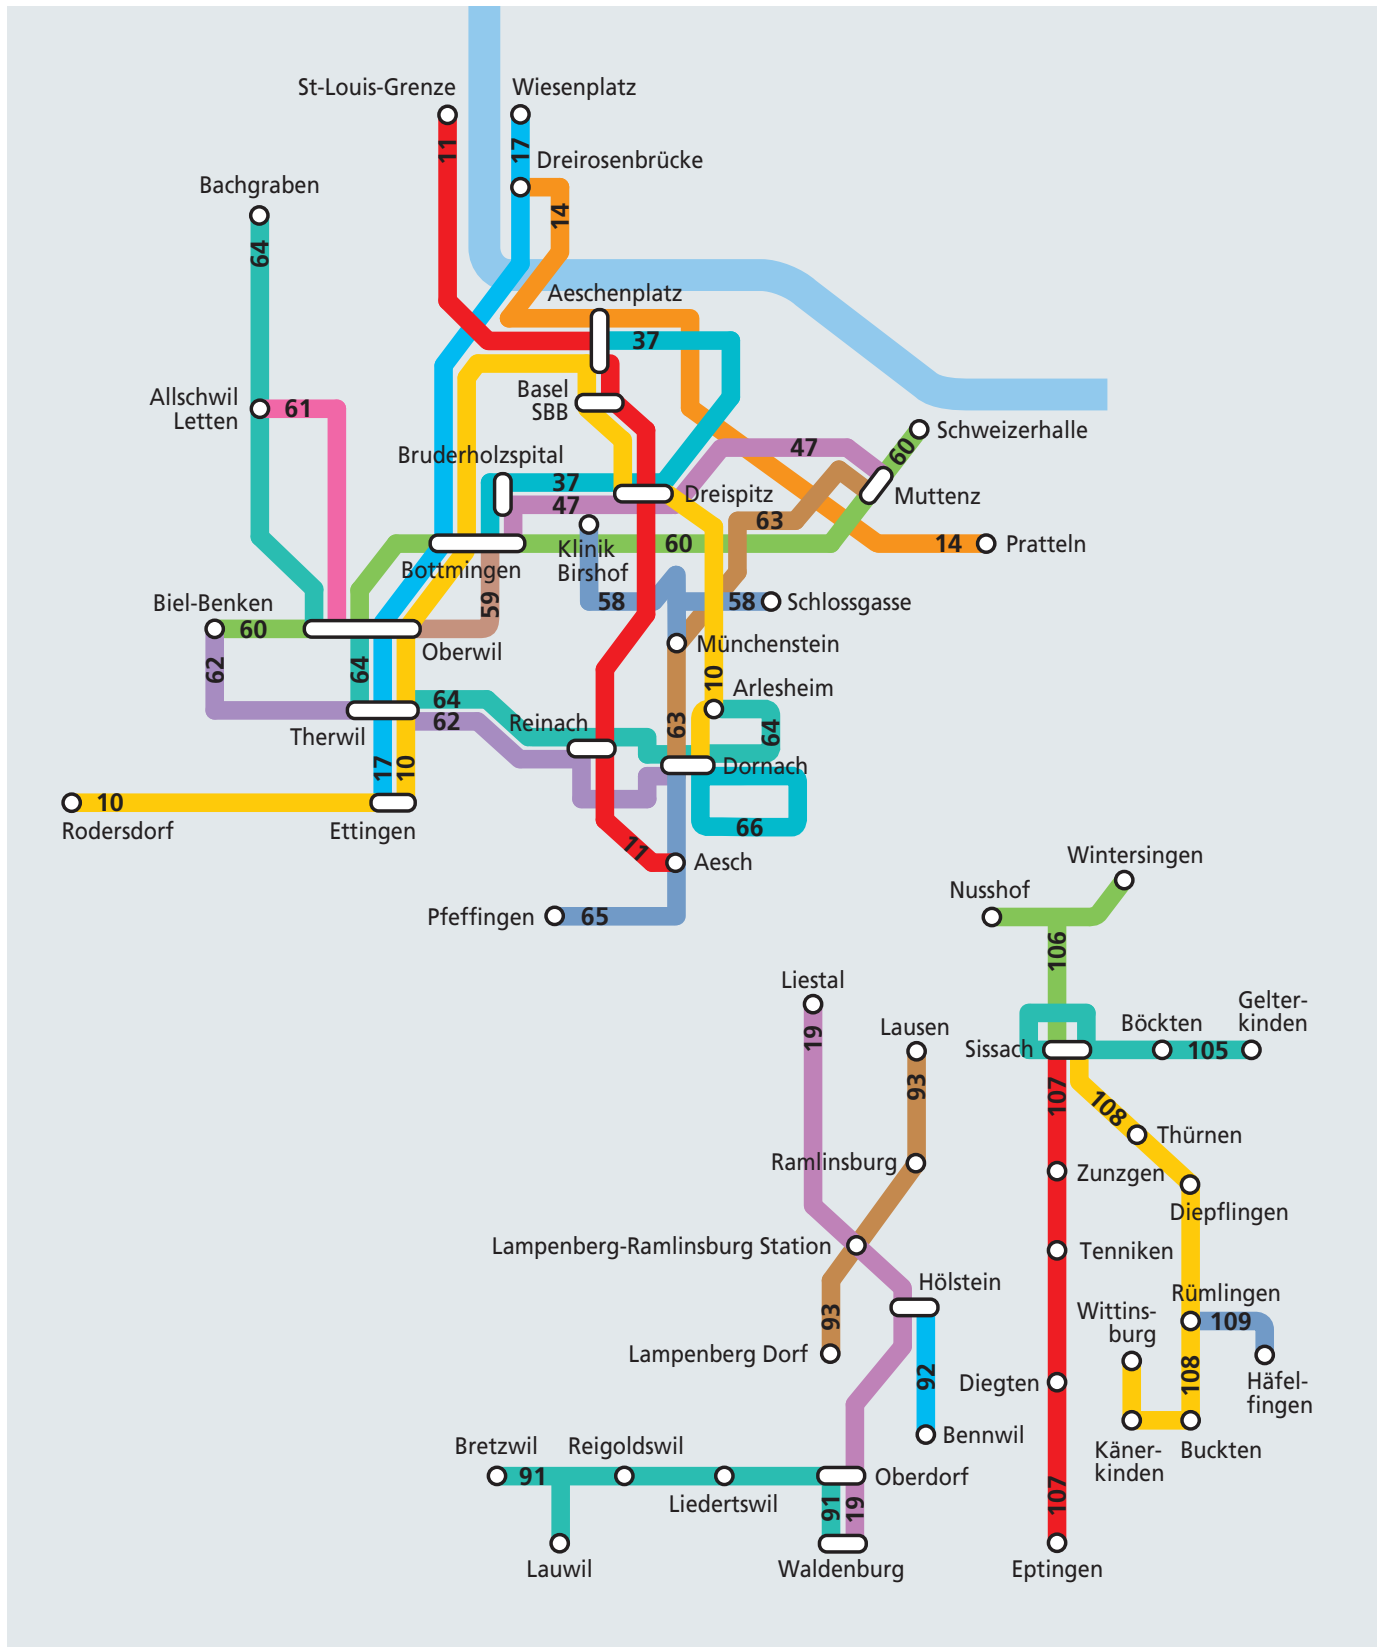 St-Louis-Grenze
Wiesenplatz
11
17
Dreirosenbrücke
Bachgraben
14
64
Aeschenplatz
37
Basel
SBB
Allschwil
Letten
61
Schweizerhalle
60
47
Bruderholzspital
37
47
Dreispitz
Muttenz
63
Klinik
Birshof
60
14
Pratteln
Bottmingen
59
58
58
Schlossgasse
Biel-Benken
60
Oberwil
Münchenstein
62
64
10
Arlesheim
64
62
Reinach
63
64
Therwil
17
10
Dornach
10
Rodersdorf
Ettingen
66
11
Aesch
Pfeffingen
65
Wintersingen
Nusshof
106
Liestal
19
Lausen
93
Sissach
Böckten
105
Gelter-
kinden
107
108
Thürnen
Ramlinsburg
Zunzgen
Diepflingen
Lampenberg-Ramlinsburg Station
Tenniken
Hölstein
Rümlingen
109
Wittins-
burg
93
Lampenberg Dorf
92
Diegten
108
Häfel-
fingen
Bennwil
Käner-
kinden
Buckten
Bretzwil
91
Reigoldswil
Liedertswil
Oberdorf
91
19
107
Lauwil
Waldenburg
Eptingen